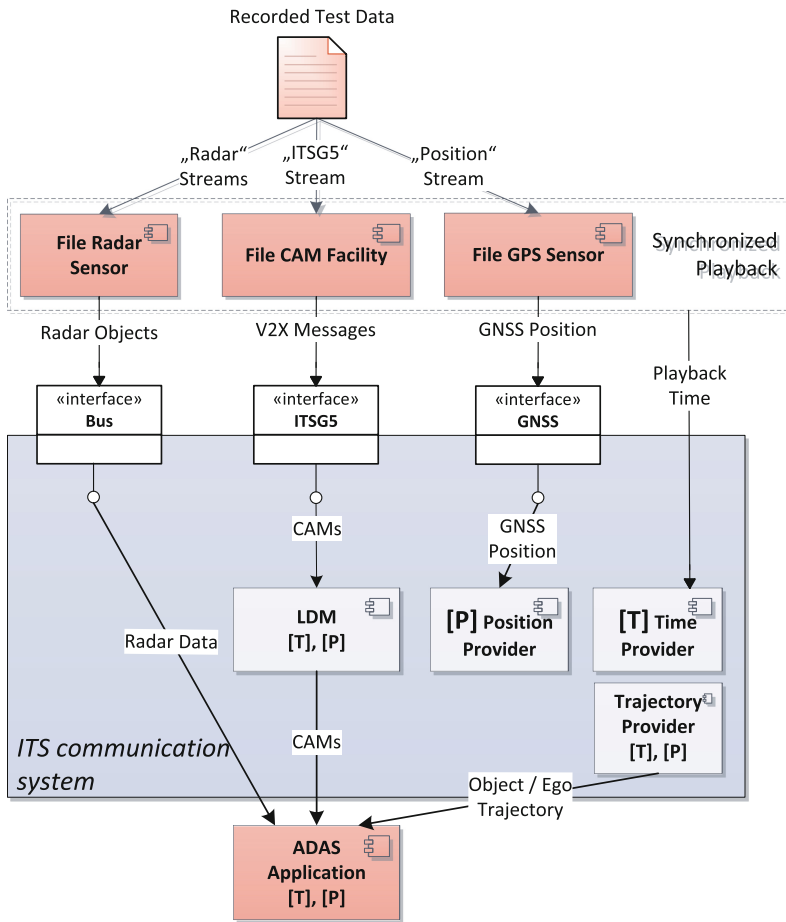 Recorded Test Data
„Radar“
Streams
„ITSG5“
Stream
„Position“
Stream
File Radar
Sensor
File CAM Facility
File GPS Sensor
Synchronized
Playback
Radar Objects
V2X Messages
GNSS Position
Playback
Time
«interface»
Bus
«interface»
ITSG5
«interface»
GNSS
CAMs
GNSS
Position
LDM
[T], [P]
[P] Position
Provider
[T] Time
Provider
Radar Data
Trajectory
Provider
[T], [P]
CAMs
ITS communication
system
Object / Ego
Trajectory
ADAS
Application
[T], [P]